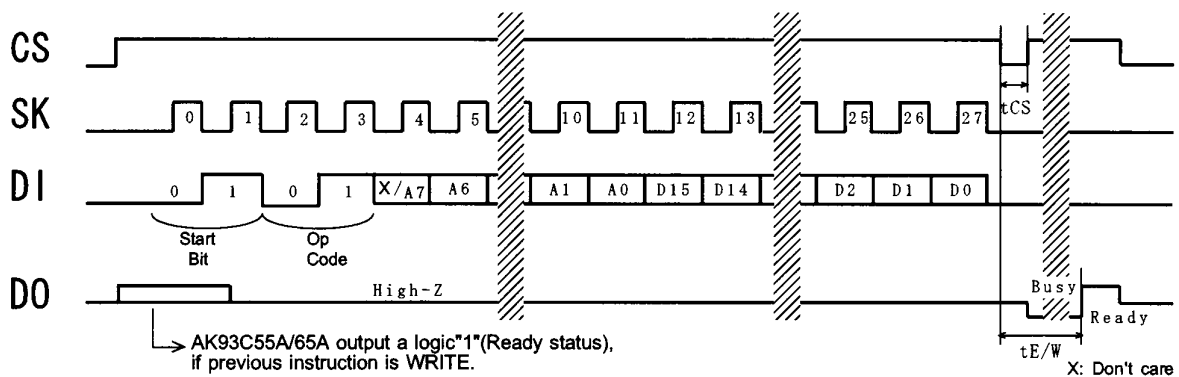 CS
tCS
SK 0 1 2 3 4 5 10 11 12 13 25 26 27
DI 0 1 0 1 X/A7 A6 A1 A0 D15 D14 D2 D1 D0
Start
Bit
Op
Code
DO High-Z Busy
Ready
AK93C55A/65A output a logic"1"(Ready status),
if previous instruction is WRITE.
tE/W
X: Don't care